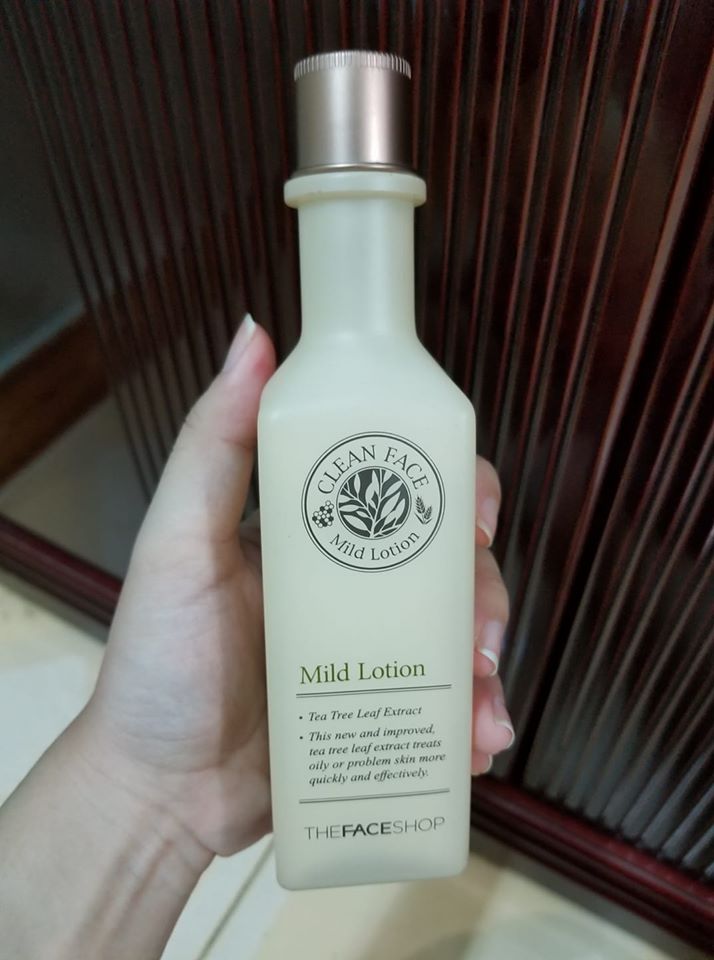 CLEAN FACE
Mild Lotion
Mild Lotion
• Tea Tree Leaf Extract
• This new and improved,
tea tree leaf extract treats
oily or problem skin more
quickly and effectively.
THEFACESHOP